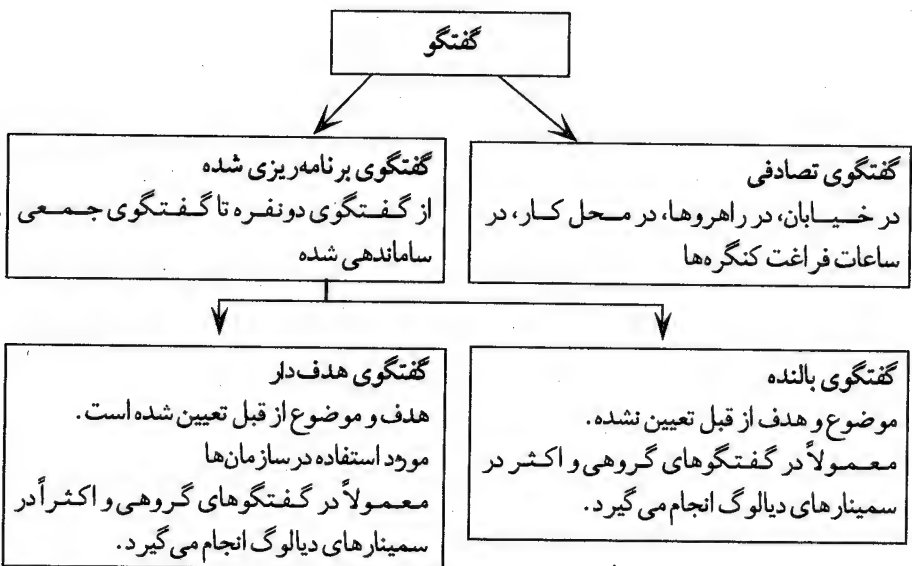 گفتگو
گفتگوی تصادفی
در خیابان، در راهروها، در محل کار، در
ساعات فراغت کنگره‌ها
گفتگوی برنامه‌ریزی شده
از گفتگوی دونفره تا گفتگوی جمعی
ساماندهی شده
گفتگوی بالنده
موضوع و هدف از قبل تعیین نشده.
معمولاً در گفتگوهای گروهی و اکثر در
سمینارهای دیالوگ انجام می‌گیرد.
گفتگوی هدف‌دار
هدف و موضوع از قبل تعیین شده است.
مورد استفاده در سازمان‌ها
معمولاً در گفتگوهای گروهی و اکثراً در
سمینارهای دیالوگ انجام می‌گیرد.